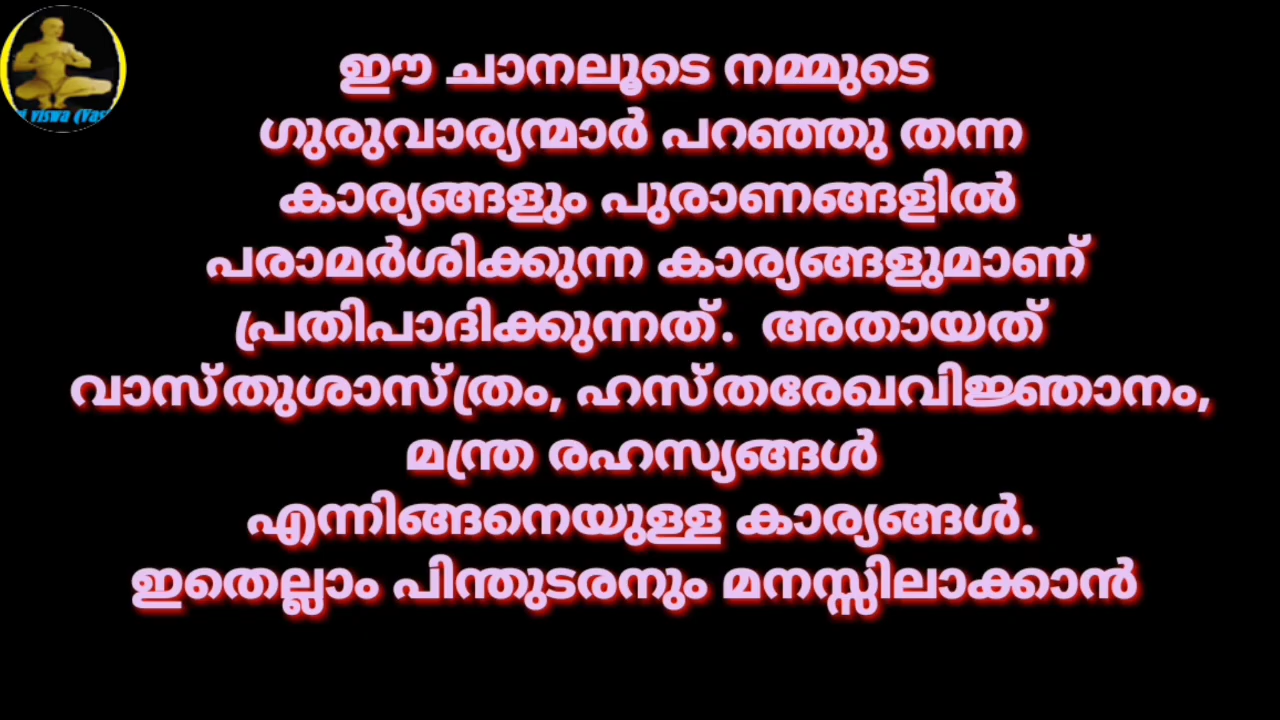 ഈ ചാനലൂടെ നമ്മുടെ
ഗുരുവാര്യന്മാർ പറഞ്ഞു തന്ന
കാര്യങ്ങളും പുരാണങ്ങളിൽ
പരാമർശിക്കുന്ന കാര്യങ്ങളുമാണ്
പ്രതിപാദിക്കുന്നത്. അതായത്
വാസ്തുശാസ്ത്രം, ഹസ്തരേഖവിജ്ഞാനം,
മന്ത്ര രഹസ്യങ്ങൾ
എന്നിങ്ങനെയുള്ള കാര്യങ്ങൾ.
ഇതെല്ലാം പിന്തുടരനും മനസ്സിലാക്കാൻ
viswa